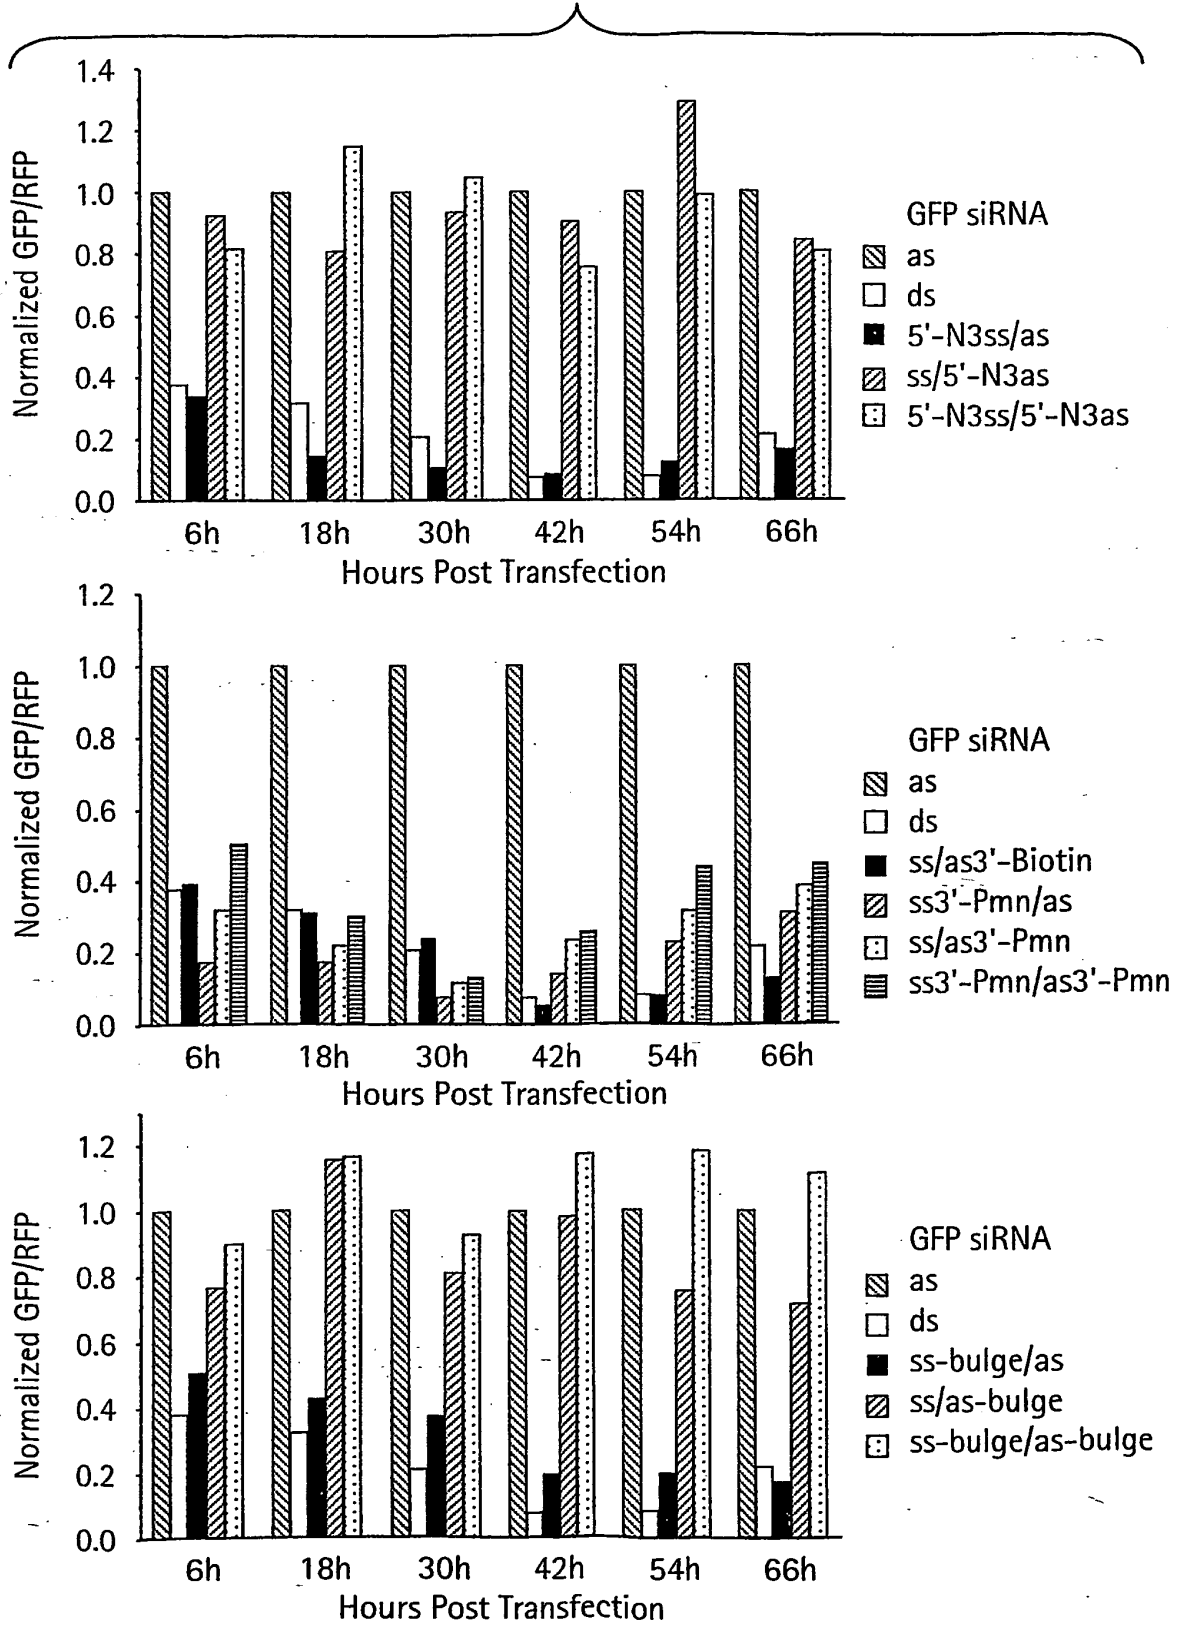 1.4
1.2
1.0
0.8
0.6
0.4
0.2
0.0
Normalized GFP/RFP
6h 18h 30h 42h 54h 66h
Hours Post Transfection
GFP siRNA
as
ds
5'-N3ss/as
ss/5'-N3as
5'-N3ss/5'-N3as
1.2
1.0
0.8
0.6
0.4
0.2
0.0
Normalized GFP/RFP
6h 18h 30h 42h 54h 66h
Hours Post Transfection
GFP siRNA
as
ds
ss/as3'-Biotin
ss3'-Pmn/as
ss/as3'-Pmn
ss3'-Pmn/as3'-Pmn
1.2
1.0
0.8
0.6
0.4
0.2
0.0
Normalized GFP/RFP
6h 18h 30h 42h 54h 66h
Hours Post Transfection
GFP siRNA
as
ds
ss-bulge/as
ss/as-bulge
ss-bulge/as-bulge